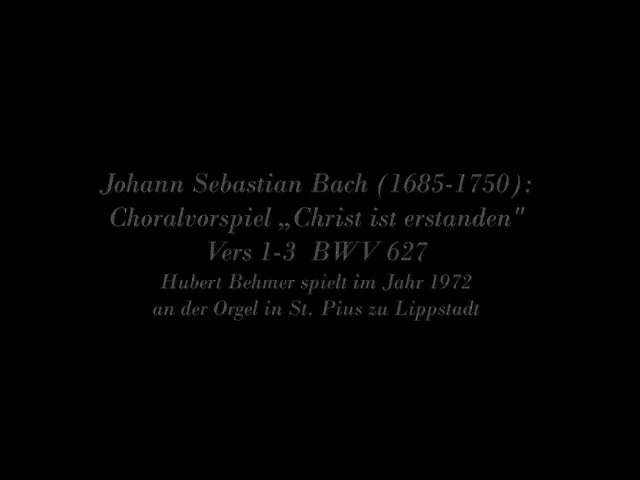 Johann Sebastian Bach (1685-1750):
Choralvorspiel „Christ ist erstanden"
Vers 1-3 BWV 627
Hubert Behmer spielt im Jahr 1972
an der Orgel in St. Pius zu Lippstadt